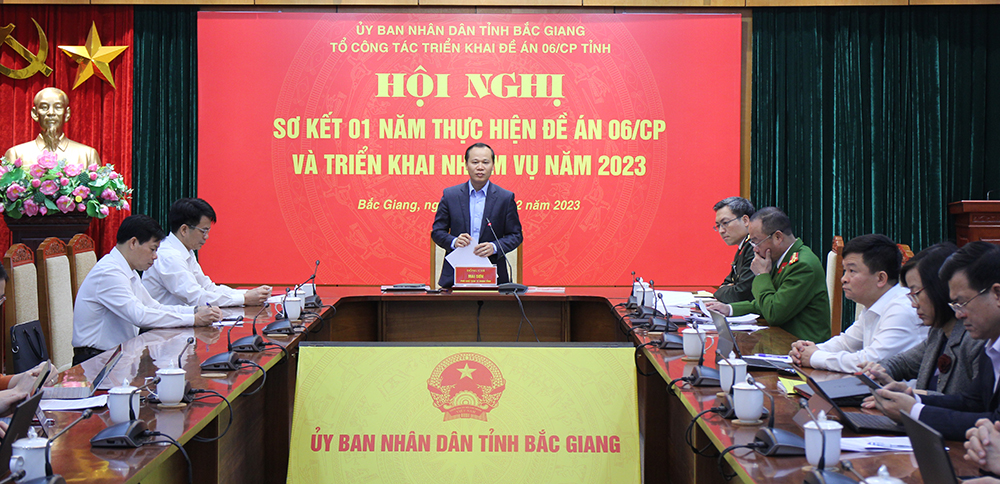 ỦY BAN NHÂN DÂN TỈNH BẮC GIANG
TỔ CÔNG TÁC TRIỂN KHAI ĐỀ ÁN 06/CP TỈNH
HỘI NGHỊ
SƠ KẾT 01 NĂM THỰC HIỆN ĐỀ ÁN 06/CP
VÀ TRIỂN KHAI VỤ NĂM 2023
Bắc Giang, 2 năm 2023
MAI SƠN
ỦY BAN NHÂN DÂN TỈNH BẮC GIANG